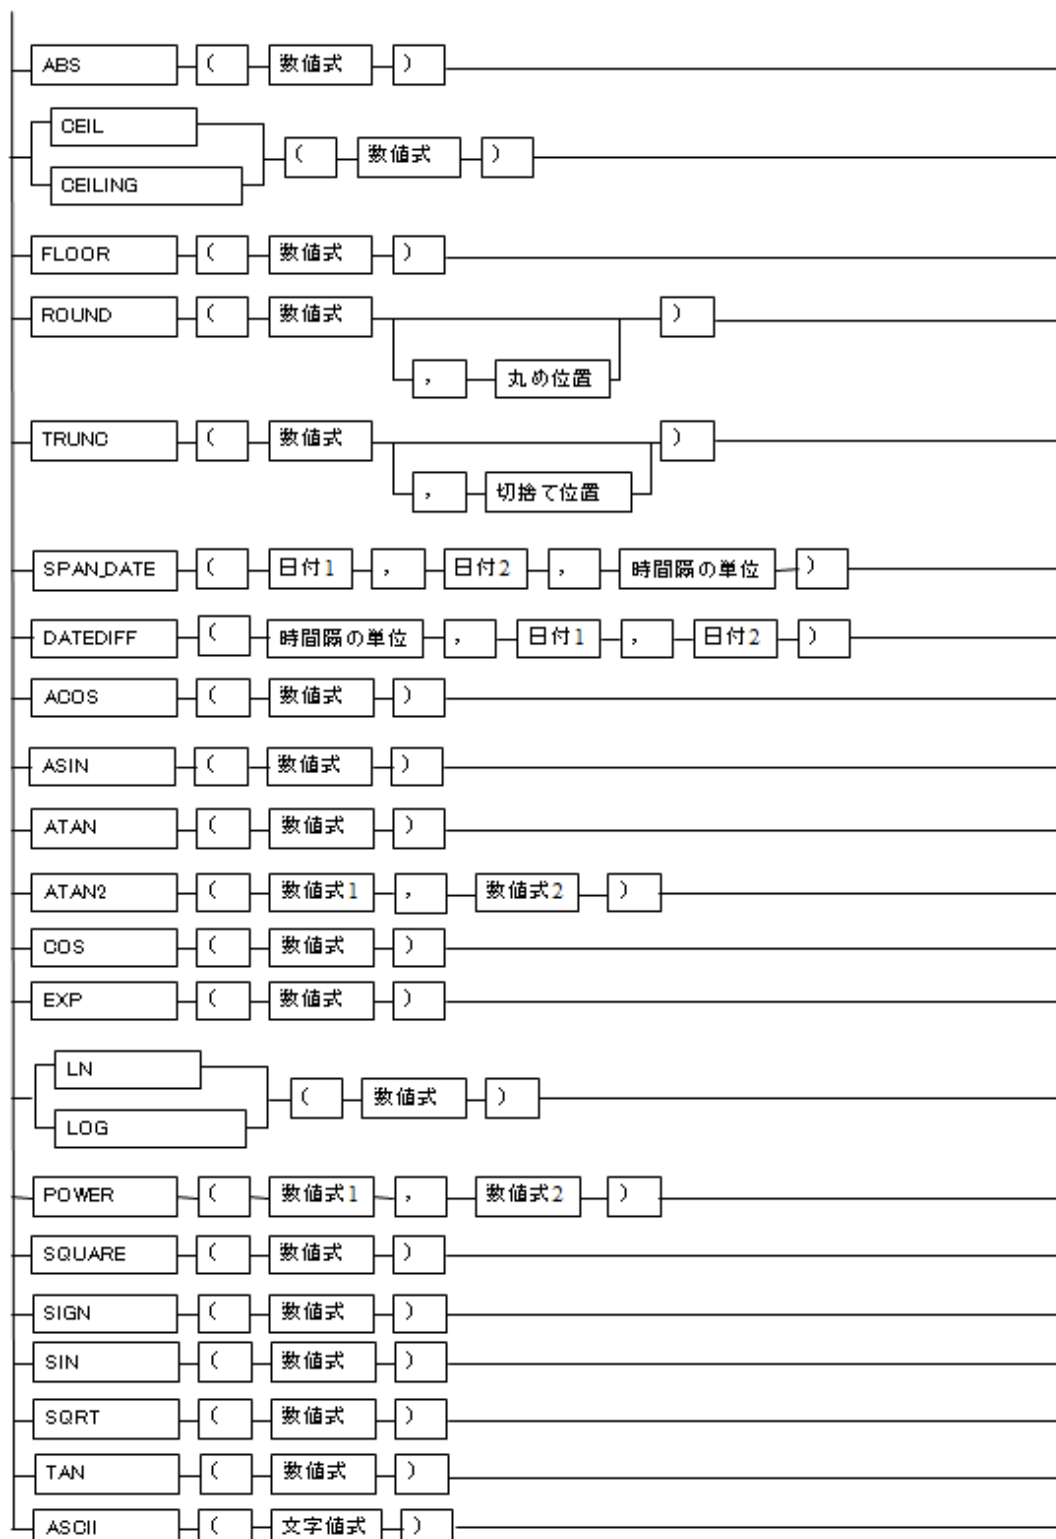 ABS ( 数値式 )
CEIL
CEILING
( 数値式 )
FLOOR ( 数値式 )
ROUND ( 数値式 )
, 丸め位置
TRUNC ( 数値式 )
, 切捨て位置
SPAN_DATE ( 日付1 , 日付2 , 時間隔の単位 )
DATEDIFF ( 時間隔の単位 , 日付1 , 日付2 )
ACOS ( 数値式 )
ASIN ( 数値式 )
ATAN ( 数値式 )
ATAN2 ( 数値式1 , 数値式2 )
COS ( 数値式 )
EXP ( 数値式 )
LN
LOG
( 数値式 )
POWER ( 数値式1 , 数値式2 )
SQUARE ( 数値式 )
SIGN ( 数値式 )
SIN ( 数値式 )
SQRT ( 数値式 )
TAN ( 数値式 )
ASCII ( 文字値式 )